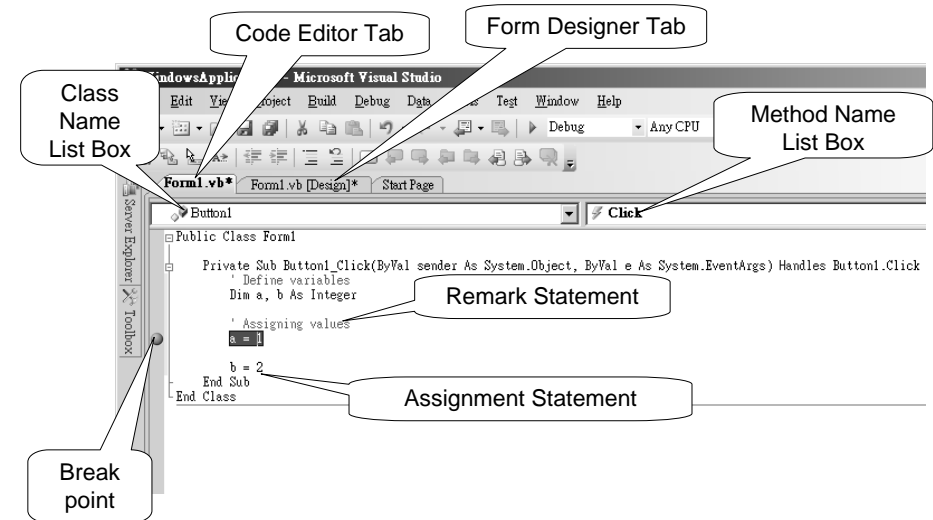 Code Editor Tab
Form Designer Tab
Class
Name
List Box
Method Name
List Box
Microsoft Visual Studio
Edit Project Build Debug Data Test Window Help
Debug Any CPU
Form1.vb* Form1.vb [Design]* Start Page
Server Explorer
Toolbox
Button1 Click
Public Class Form1
Private Sub Button1_Click(ByVal sender As System.Object, ByVal e As System.EventArgs) Handles Button1.Click
' Define variables
Dim a, b As Integer
Remark Statement
' Assigning values
a = 1
b = 2
End Sub
End Class
Assignment Statement
Break
point